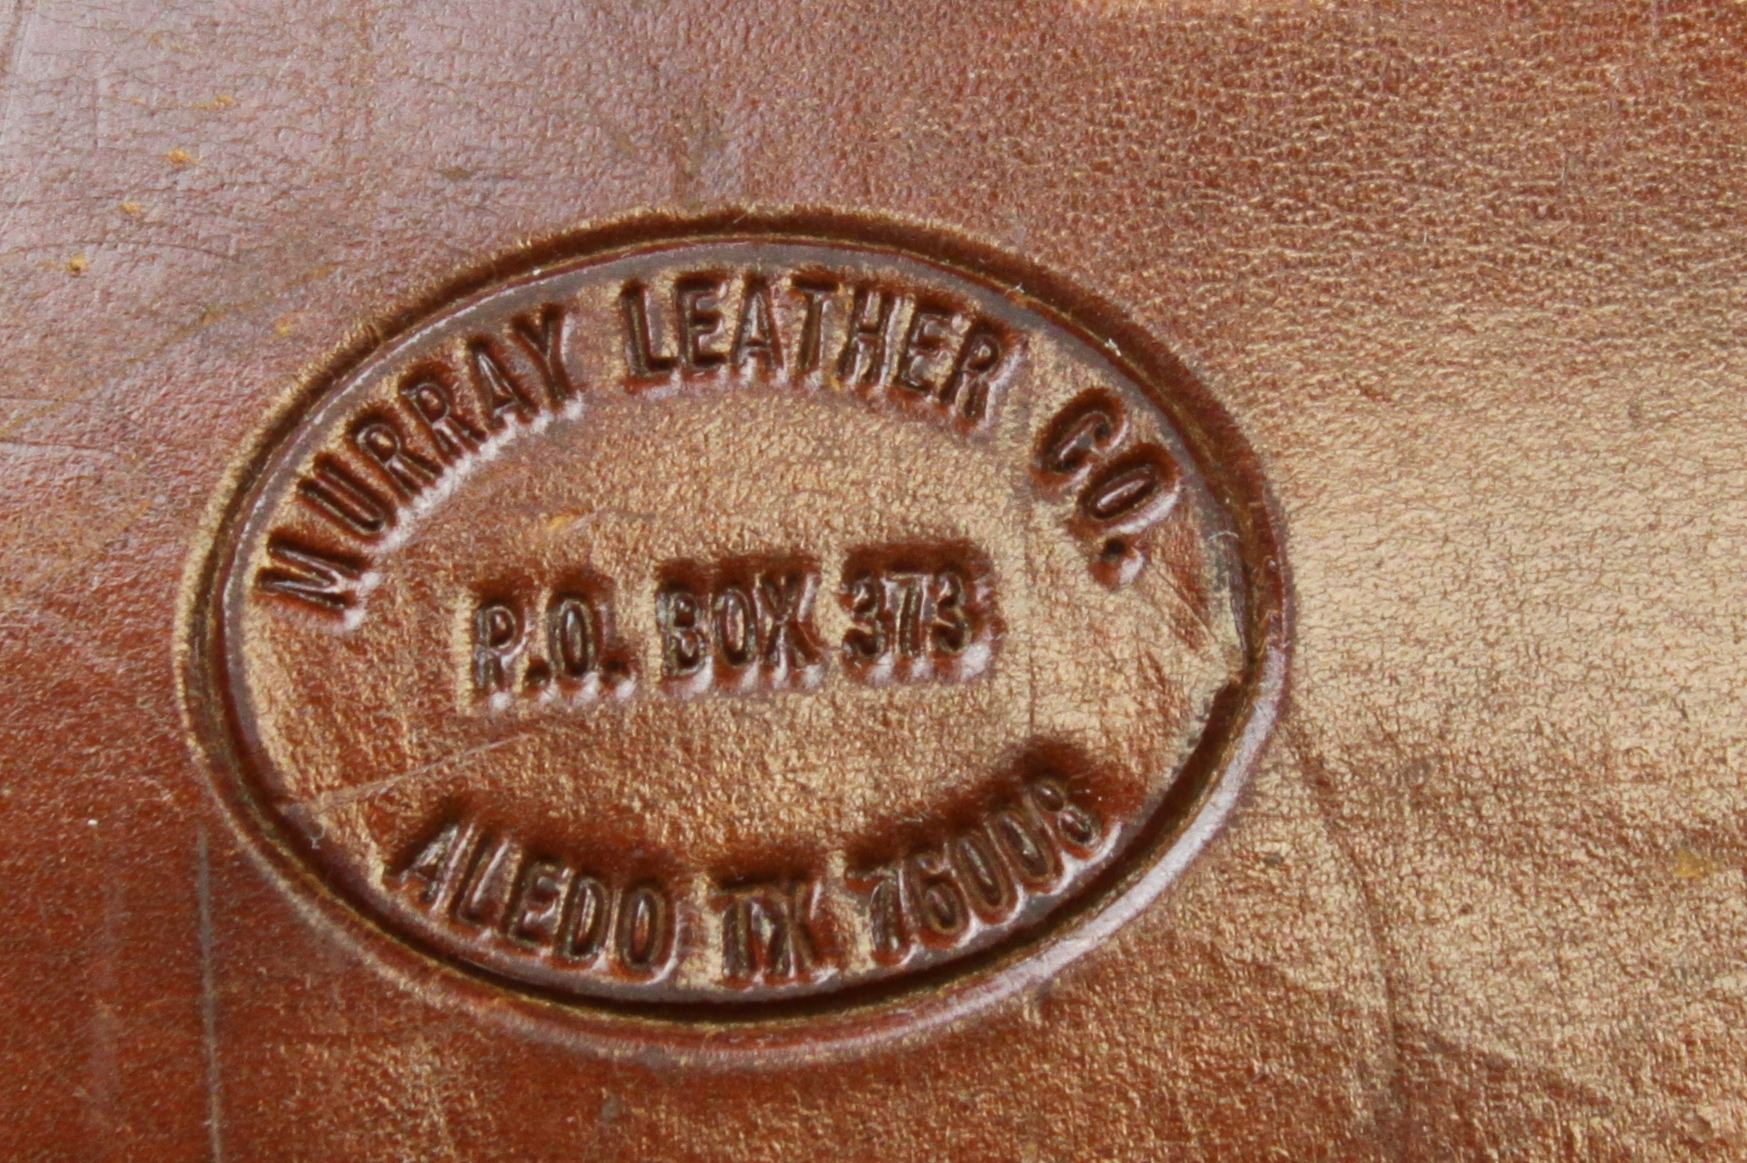 MURRAY LEATHER CO.
P.O. BOX 373
ALEDO TX 76008